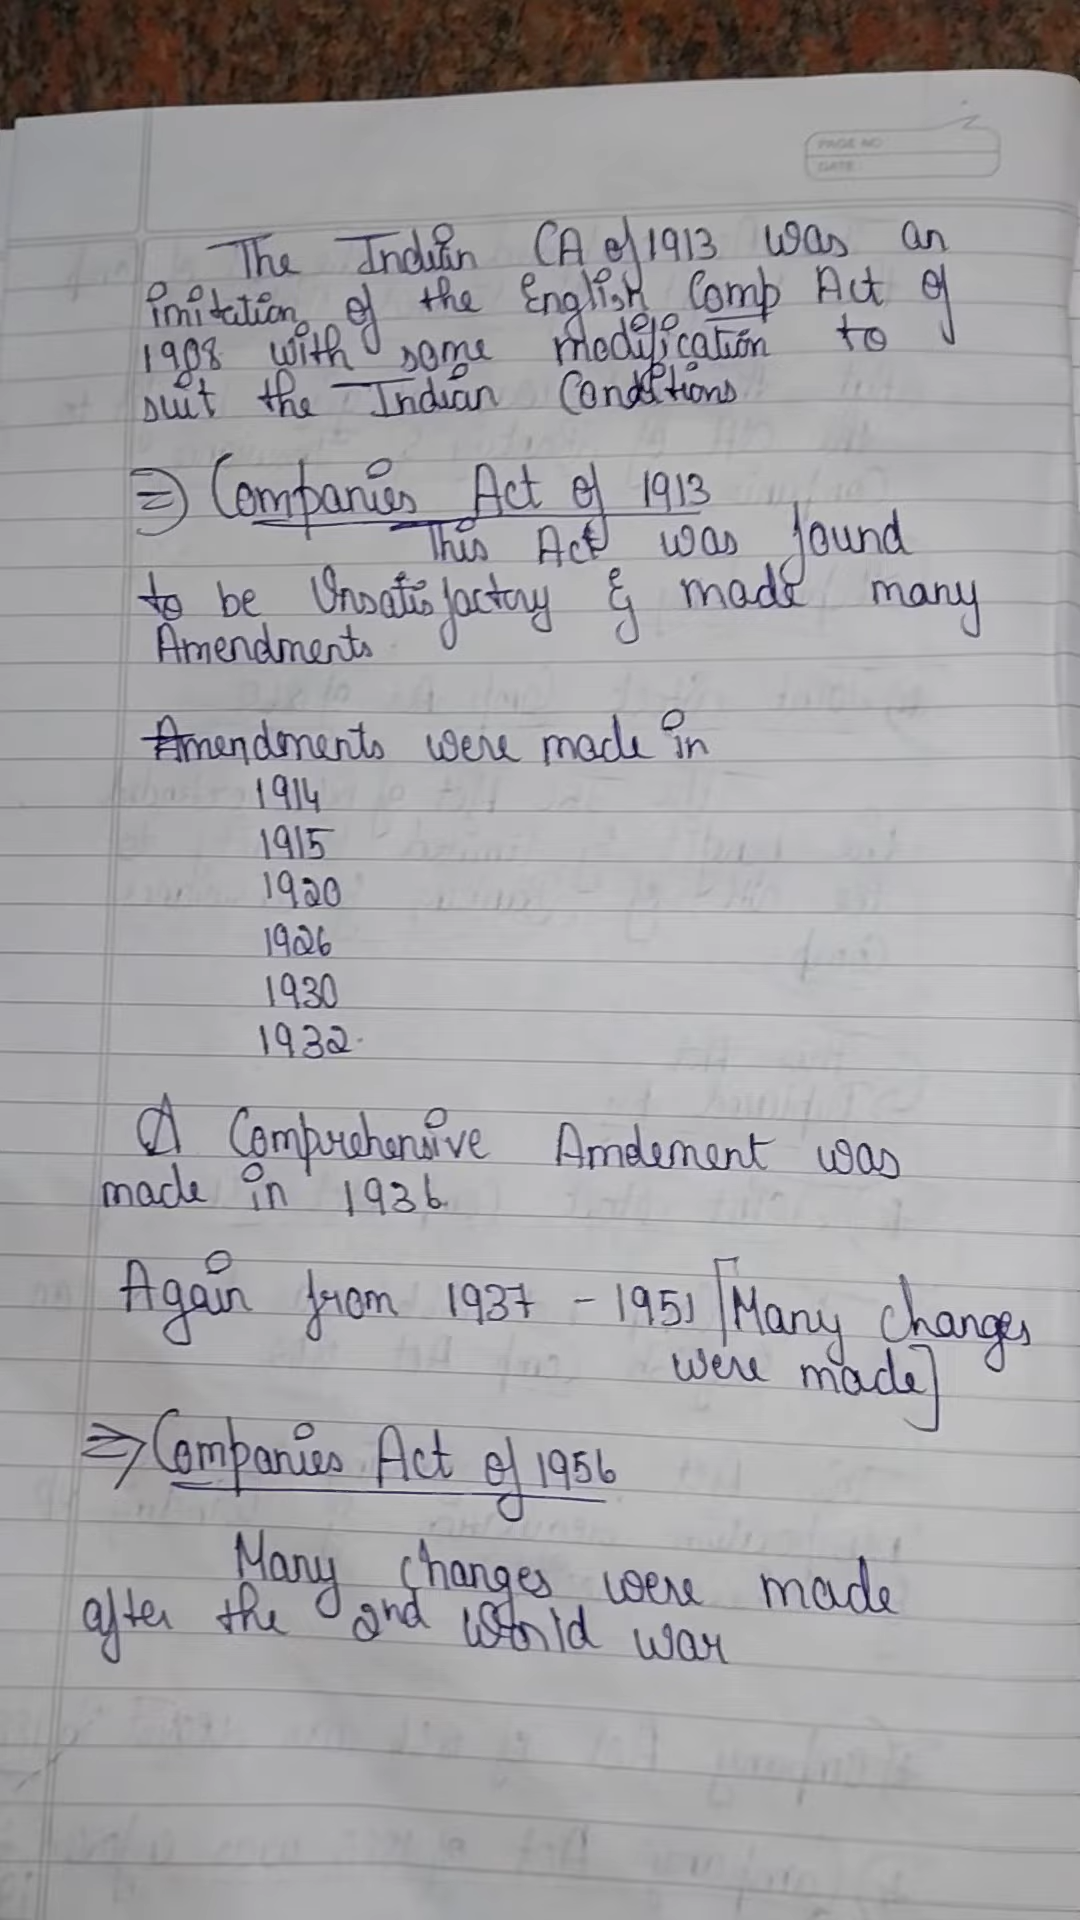 PAGE NO
DATE
The Indian CA of 1913 was an
imitation of the English Comp Act of
1908 with some modification to
suit the Indian Conditions
⇒ Companies Act of 1913
This Act was found
to be Unsatisfactory & made many
Amendments
Amendments were made in
1914
1915
1920
1926
1930
1932.
A Comprehensive Amdement was
made in 1936
Again from 1937 - 1951 [Many changes
were made]
⇒ Companies Act of 1956
Many changes were made
after the 2nd World war